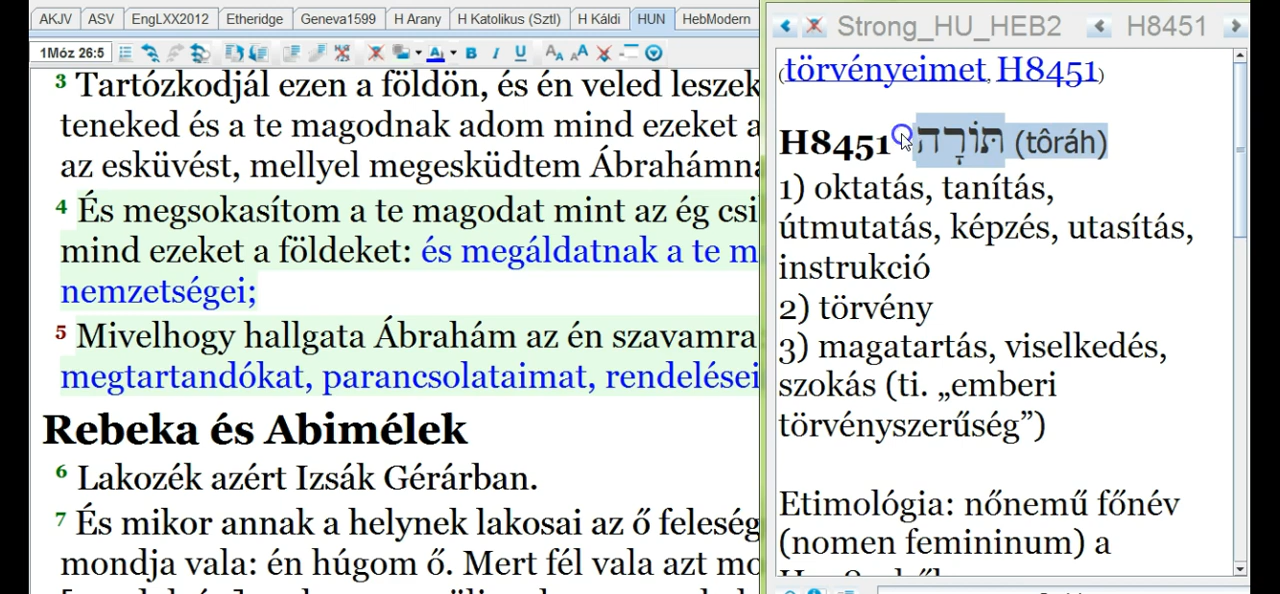 AKJV ASV EngLXX2012 Etheridge Geneva1599 H Arany H Katolikus (Sztl) H Káldi HUN HebModern
1Móz 26:5
3 Tartózkodjál ezen a földön, és én veled leszek
teneked és a te magodnak adom mind ezeket a
az esküvést, mellyel megesküdtem Ábrahámna
4 És megsokasítom a te magodat mint az ég csi
mind ezeket a földeket: és megáldatnak a te m
nemzetségei;
5 Mivelhogy hallgata Ábrahám az én szavamra
megtartandókat, parancsolataimat, rendelései
Rebeka és Abimélek
6 Lakozék azért Izsák Gérárban.
7 És mikor annak a helynek lakosai az ő feleség
mondja vala: én húgom ő. Mert fél vala azt mo
Strong_HU_HEB2 H8451
(törvényeimet, H8451)
H8451 תּוֹרָה (tôráh)
1) oktatás, tanítás,
útmutatás, képzés, utasítás,
instrukció
2) törvény
3) magatartás, viselkedés,
szokás (ti. „emberi
törvényszerűség”)
Etimológia: nőnemű főnév
(nomen femininum) a